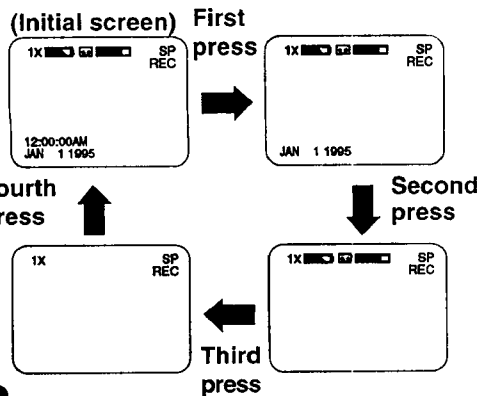 (Initial screen)
First
press
1X SP
REC
12:00:00AM
JAN 1 1995
1X SP
REC
JAN 1 1995
ourth
ress
Second
press
1X SP
REC
1X SP
REC
Third
press